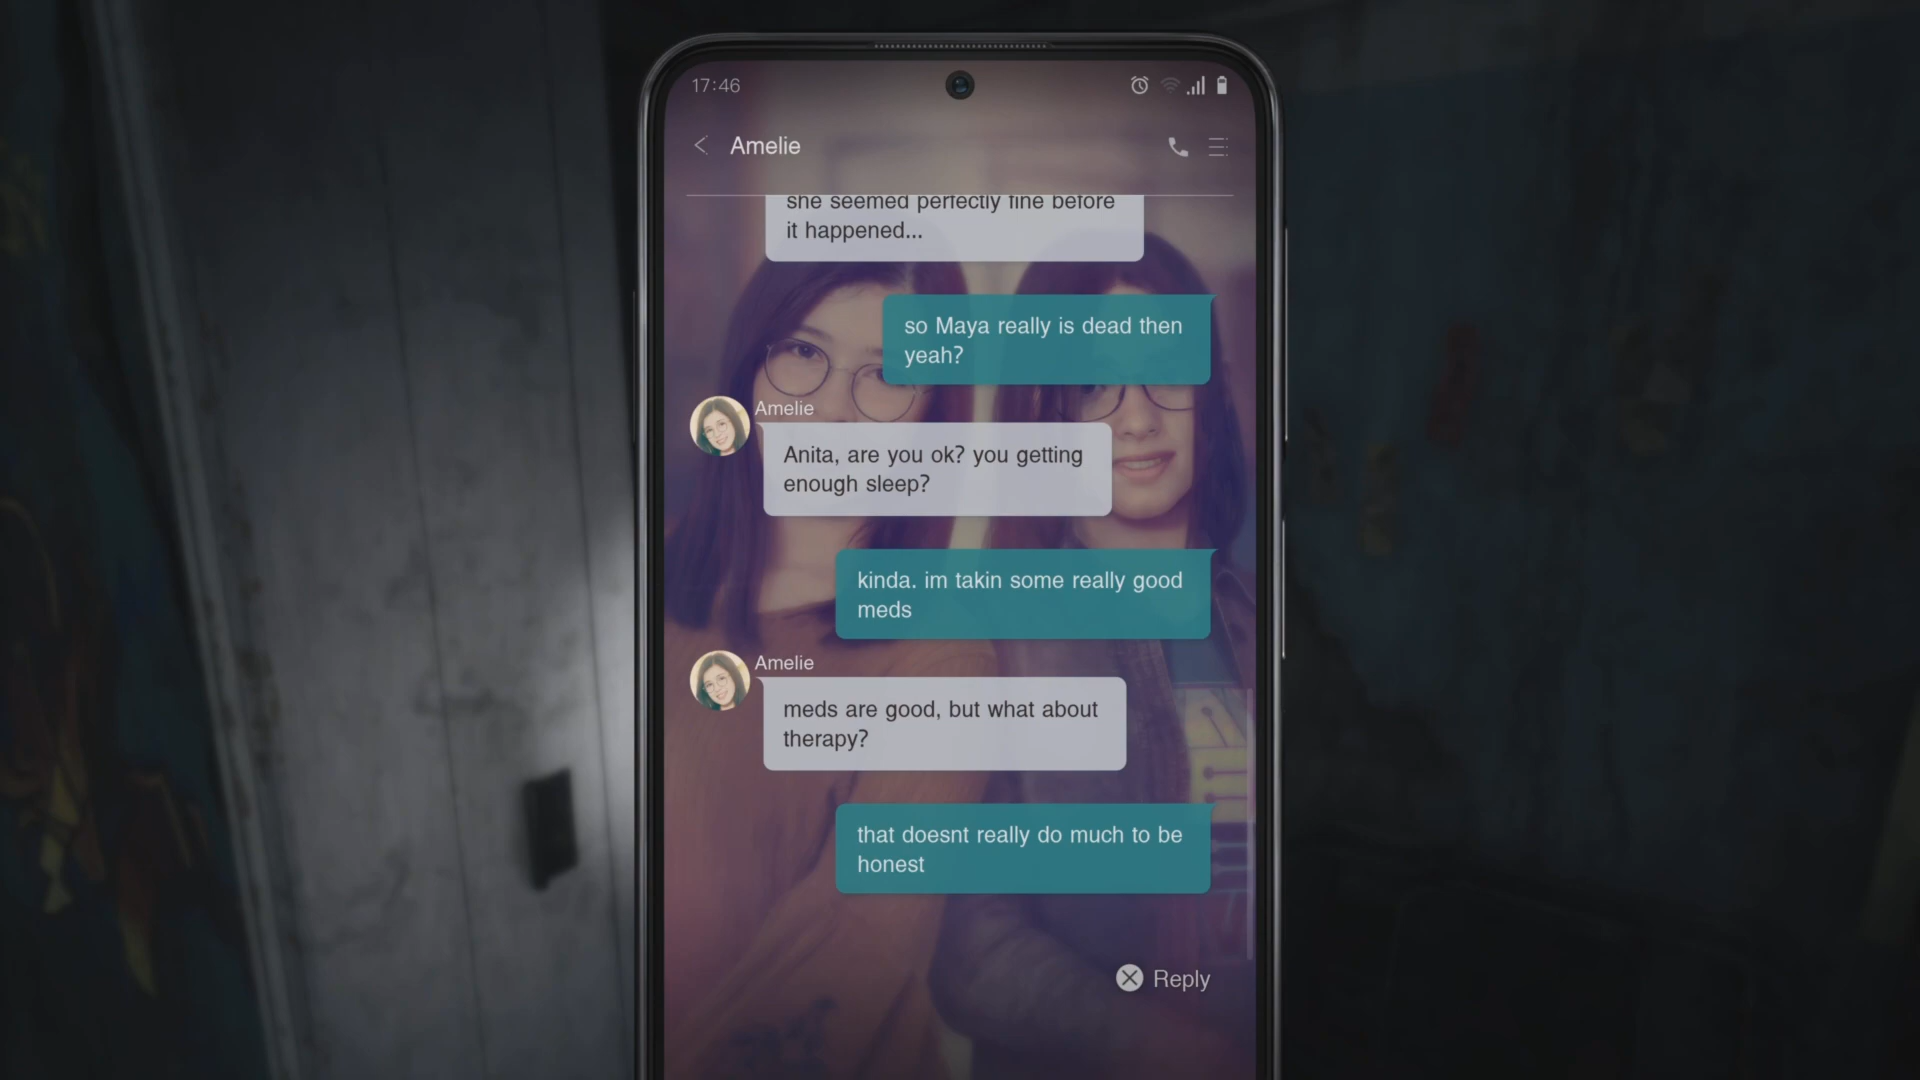 17:46
Amelie
she seemed perfectly fine before
it happened...
so Maya really is dead then
yeah?
Amelie
Anita, are you ok? you getting
enough sleep?
kinda. im takin some really good
meds
Amelie
meds are good, but what about
therapy?
that doesnt really do much to be
honest
Reply